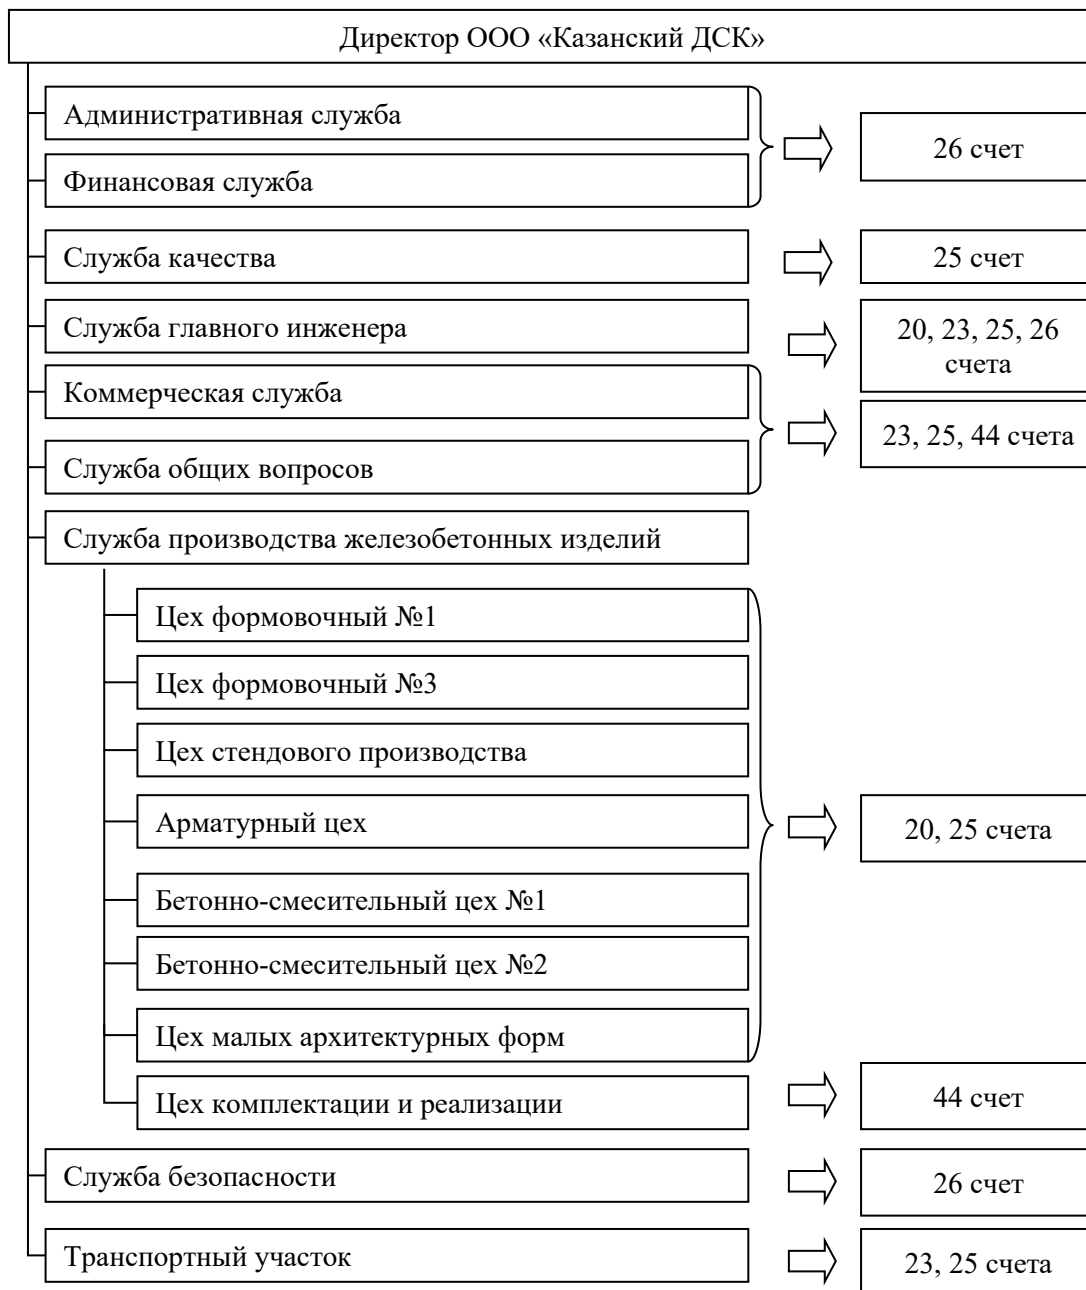 Директор ООО «Казанский ДСК»
Административная служба
Финансовая служба
26 счет
Служба качества
25 счет
Служба главного инженера
20, 23, 25, 26
счета
Коммерческая служба
Служба общих вопросов
23, 25, 44 счета
Служба производства железобетонных изделий
Цех формовочный №1
Цех формовочный №3
Цех стендового производства
Арматурный цех
Бетонно-смесительный цех №1
Бетонно-смесительный цех №2
Цех малых архитектурных форм
20, 25 счета
Цех комплектации и реализации
44 счет
Служба безопасности
26 счет
Транспортный участок
23, 25 счета